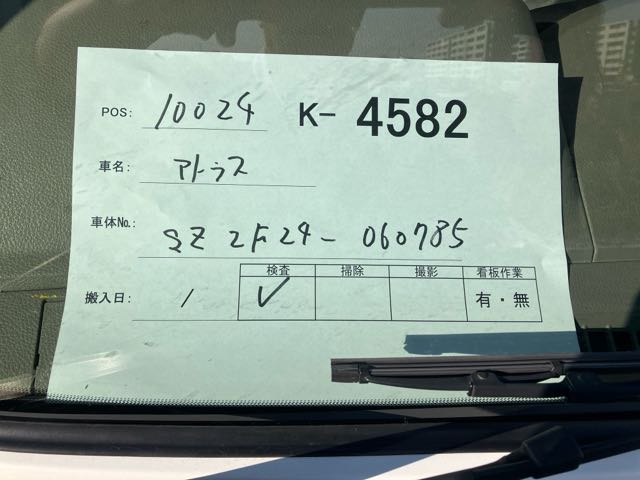 POS: 10024 K- 4582
車名: アトラス
車体No.: SZ2F24-060785
検査 掃除 撮影 看板作業
搬入日: / ✓ 有・無